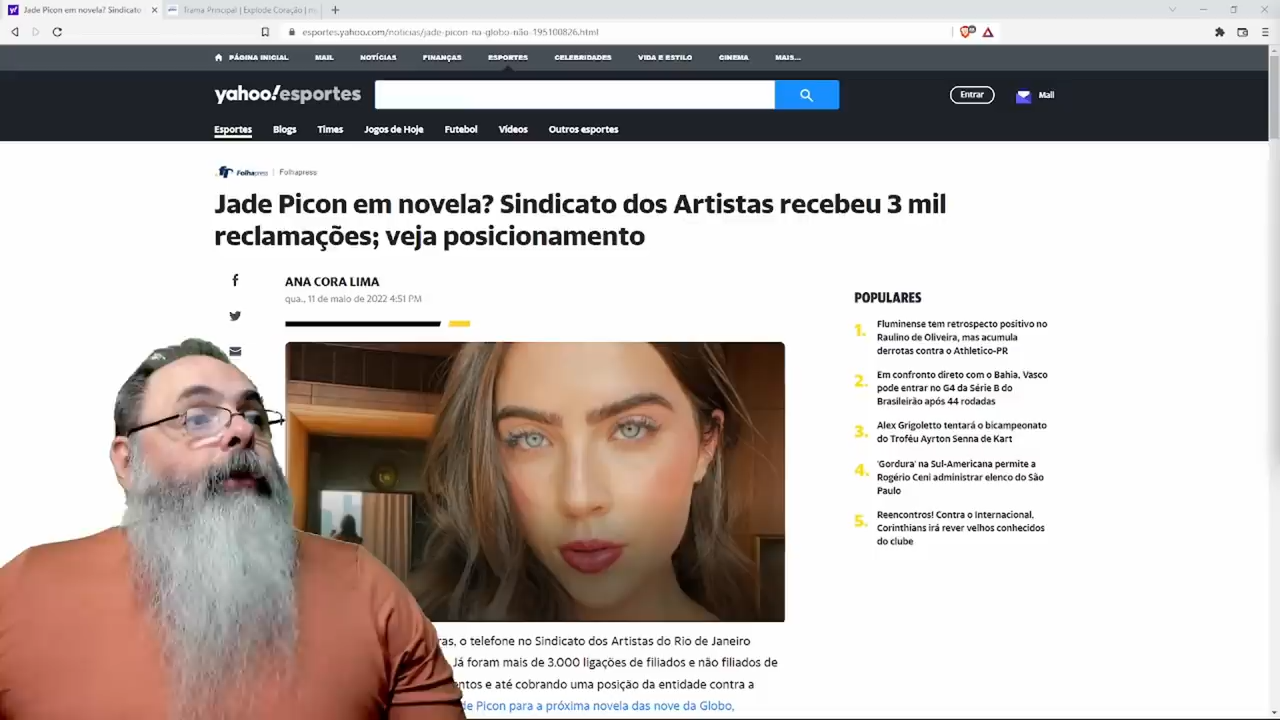 Jade Picon em novela? Sindicato
Trama Principal | Explode Coração |
esportes.yahoo.com/noticias/jade-picon-na-globo-não-195100826.html
PÁGINA INICIAL MAIL NOTÍCIAS FINANÇAS ESPORTES CELEBRIDADES VIDA E ESTILO CINEMA MAIS...
yahoo!esportes
Entrar
Mail
Esportes Blogs Times Jogos de Hoje Futebol Vídeos Outros esportes
Folhapress | Folhapress
Jade Picon em novela? Sindicato dos Artistas recebeu 3 mil
reclamações; veja posicionamento
ANA CORA LIMA
qua., 11 de maio de 2022 4:51 PM
POPULARES
1. Fluminense tem retrospecto positivo no
Raulino de Oliveira, mas acumula
derrotas contra o Athletico-PR
2. Em confronto direto com o Bahia, Vasco
pode entrar no G4 da Série B do
Brasileirão após 44 rodadas
3. Alex Grigoletto tentará o bicampeonato
do Troféu Ayrton Senna de Kart
4. 'Gordura' na Sul-Americana permite a
Rogério Ceni administrar elenco do São
Paulo
5. Reencontros! Contra o Internacional,
Corinthians irá rever velhos conhecidos
do clube
ras, o telefone no Sindicato dos Artistas do Rio de Janeiro
Já foram mais de 3.000 ligações de filiados e não filiados de
entos e até cobrando uma posição da entidade contra a
de Picon para a próxima novela das nove da Globo,